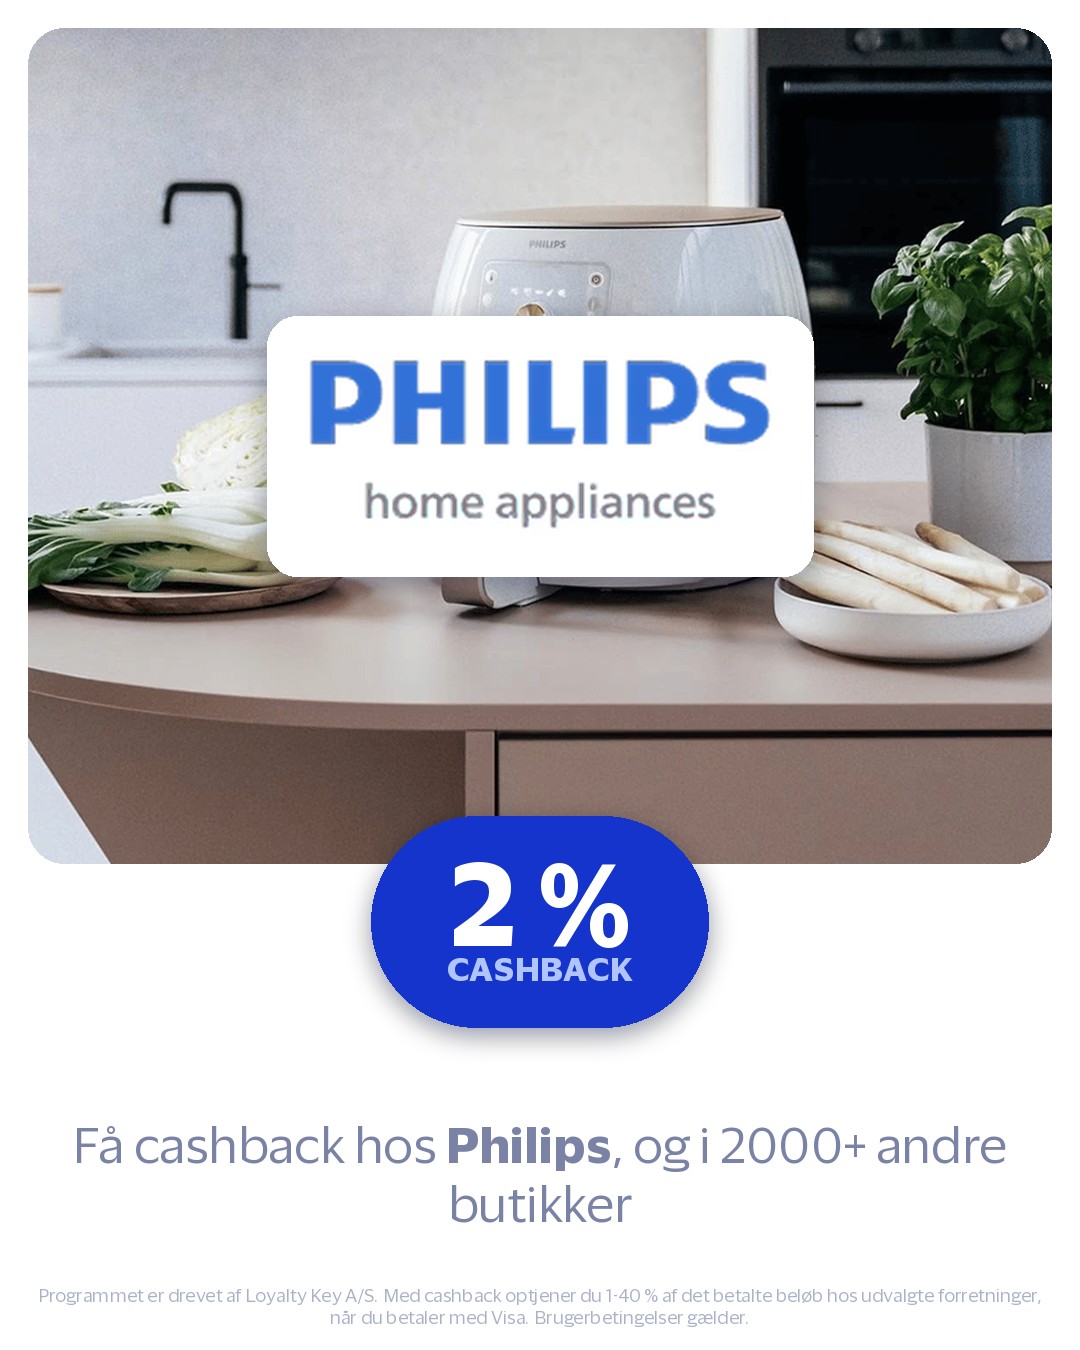 PHILIPS
PHILIPS
home appliances
2 %
CASHBACK
Få cashback hos Philips, og i 2000+ andre
butikker
Programmet er drevet af Loyalty Key A/S. Med cashback optjener du 1-40 % af det betalte beløb hos udvalgte forretninger,
når du betaler med Visa. Brugerbetingelser gælder.